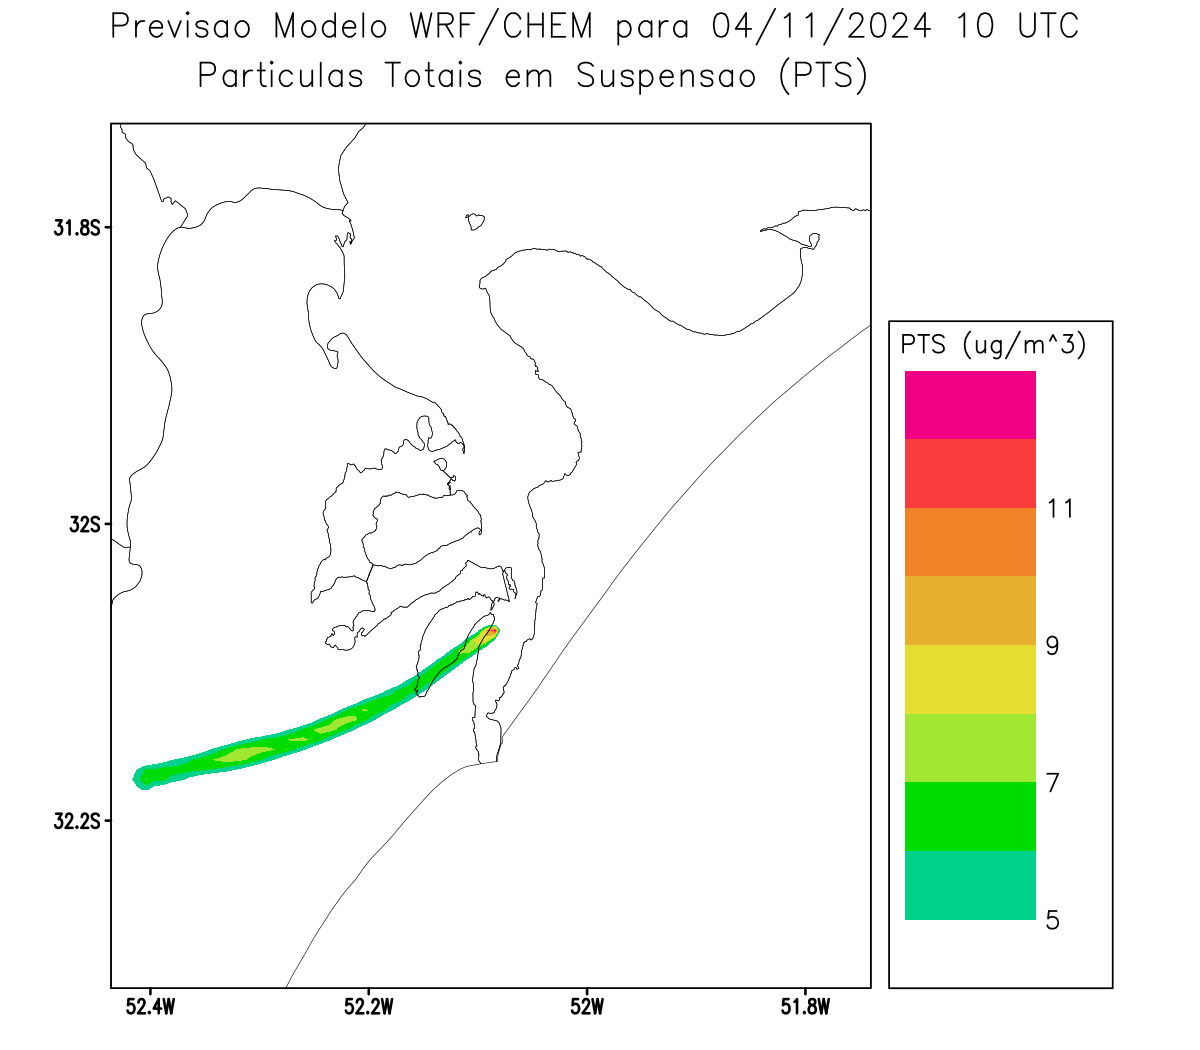 Previsao Modelo WRF/CHEM para 04/11/2024 10 UTC
Particulas Totais em Suspensao (PTS)
31.8S
32S
32.2S
52.4W
52.2W
52W
51.8W
PTS (ug/m^3)
11
9
7
5